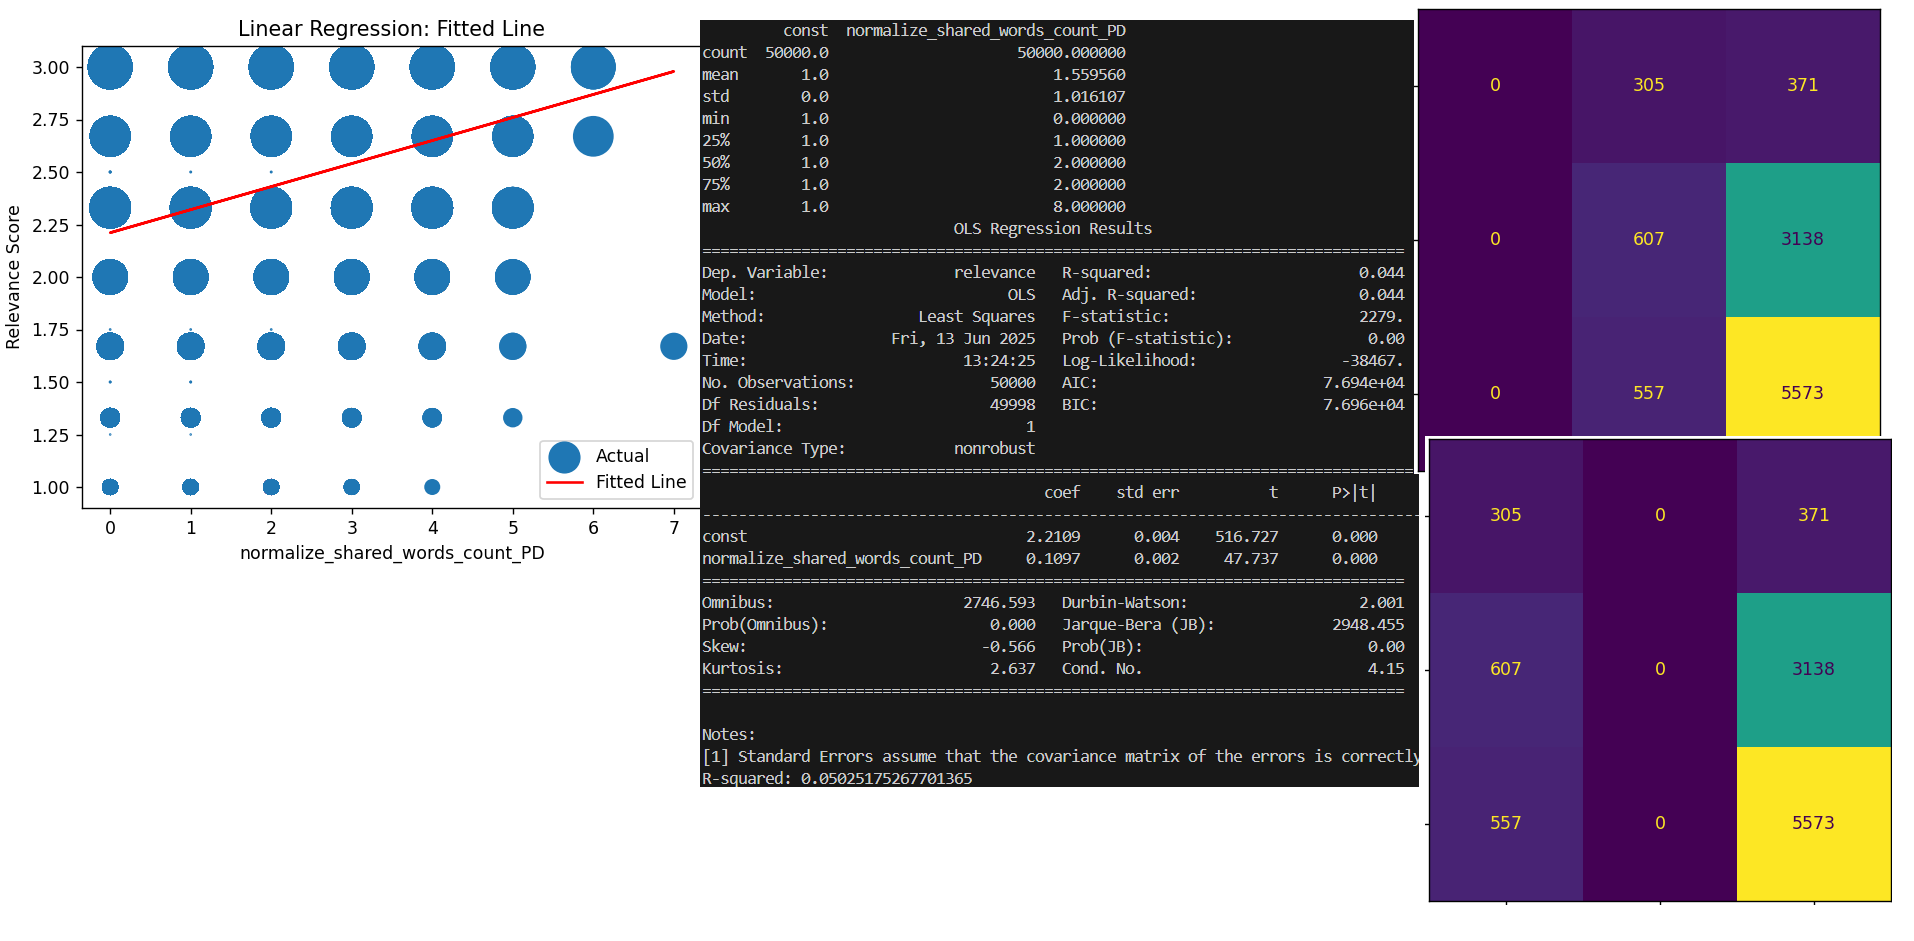 Linear Regression: Fitted Line
3.00
2.75
2.50
2.25
2.00
1.75
1.50
1.25
1.00
Relevance Score
0 1 2 3 4 5 6 7
normalize_shared_words_count_PD
Actual
Fitted Line
const normalize_shared_words_count_PD
count 50000.0 50000.000000
mean 1.0 1.559560
std 0.0 1.016107
min 1.0 0.000000
25% 1.0 1.000000
50% 1.0 2.000000
75% 1.0 2.000000
max 1.0 8.000000
OLS Regression Results
==============================================================================
Dep. Variable: relevance R-squared: 0.044
Model: OLS Adj. R-squared: 0.044
Method: Least Squares F-statistic: 2279.
Date: Fri, 13 Jun 2025 Prob (F-statistic): 0.00
Time: 13:24:25 Log-Likelihood: -38467.
No. Observations: 50000 AIC: 7.694e+04
Df Residuals: 49998 BIC: 7.696e+04
Df Model: 1
Covariance Type: nonrobust
===============================================================================
coef std err t P>|t|
--------------------------------------------------------------------------------
const 2.2109 0.004 516.727 0.000
normalize_shared_words_count_PD 0.1097 0.002 47.737 0.000
==============================================================================
Omnibus: 2746.593 Durbin-Watson: 2.001
Prob(Omnibus): 0.000 Jarque-Bera (JB): 2948.455
Skew: -0.566 Prob(JB): 0.00
Kurtosis: 2.637 Cond. No. 4.15
==============================================================================
Notes:
[1] Standard Errors assume that the covariance matrix of the errors is correctly
R-squared: 0.05025175267701365
0 305 371
0 607 3138
0 557 5573
305 0 371
607 0 3138
557 0 5573